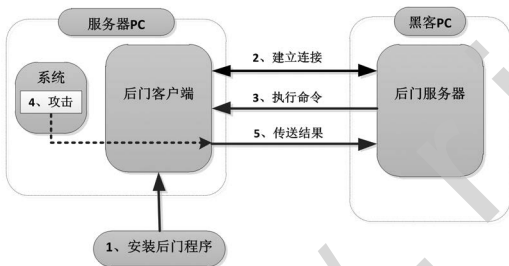 服务器PC
黑客PC
系统
4、攻击
后门客户端
2、建立连接
3、执行命令
5、传送结果
后门服务器
1、安装后门程序